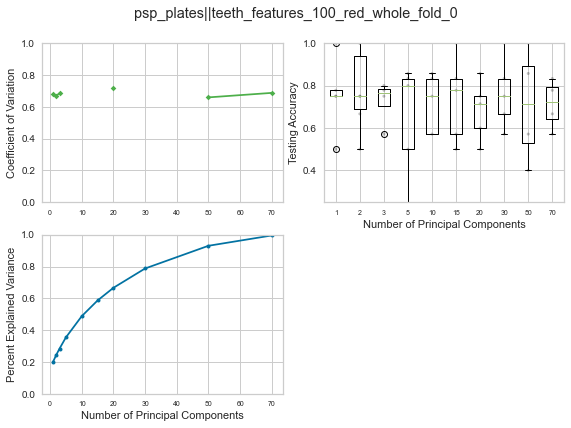 psp_plates||teeth_features_100_red_whole_fold_0
Coefficient of Variation
1.0
0.8
0.6
0.4
0.2
0.0
0 10 20 30 40 50 60 70
Testing Accuracy
1.0
0.8
0.6
0.4
1 2 3 5 10 15 20 30 50 70
Number of Principal Components
Percent Explained Variance
1.0
0.8
0.6
0.4
0.2
0.0
0 10 20 30 40 50 60 70
Number of Principal Components